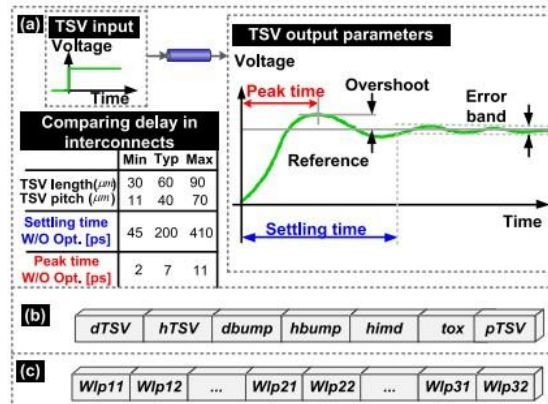 (a)
TSV input
Voltage
Time
TSV output parameters
Voltage
Peak time
Overshoot
Error
band
Reference
Time
Settling time
Comparing delay in
interconnects
Min Typ Max
TSV length(μm) 30 60 90
TSV pitch (μm) 11 40 70
Settling time
W/O Opt. [ps] 45 200 410
Peak time
W/O Opt. [ps] 2 7 11
(b)
dTSV hTSV dbump hbump himd tox pTSV
(c)
Wlp11 Wlp12 ... Wlp21 Wlp22 ... Wlp31 Wlp32